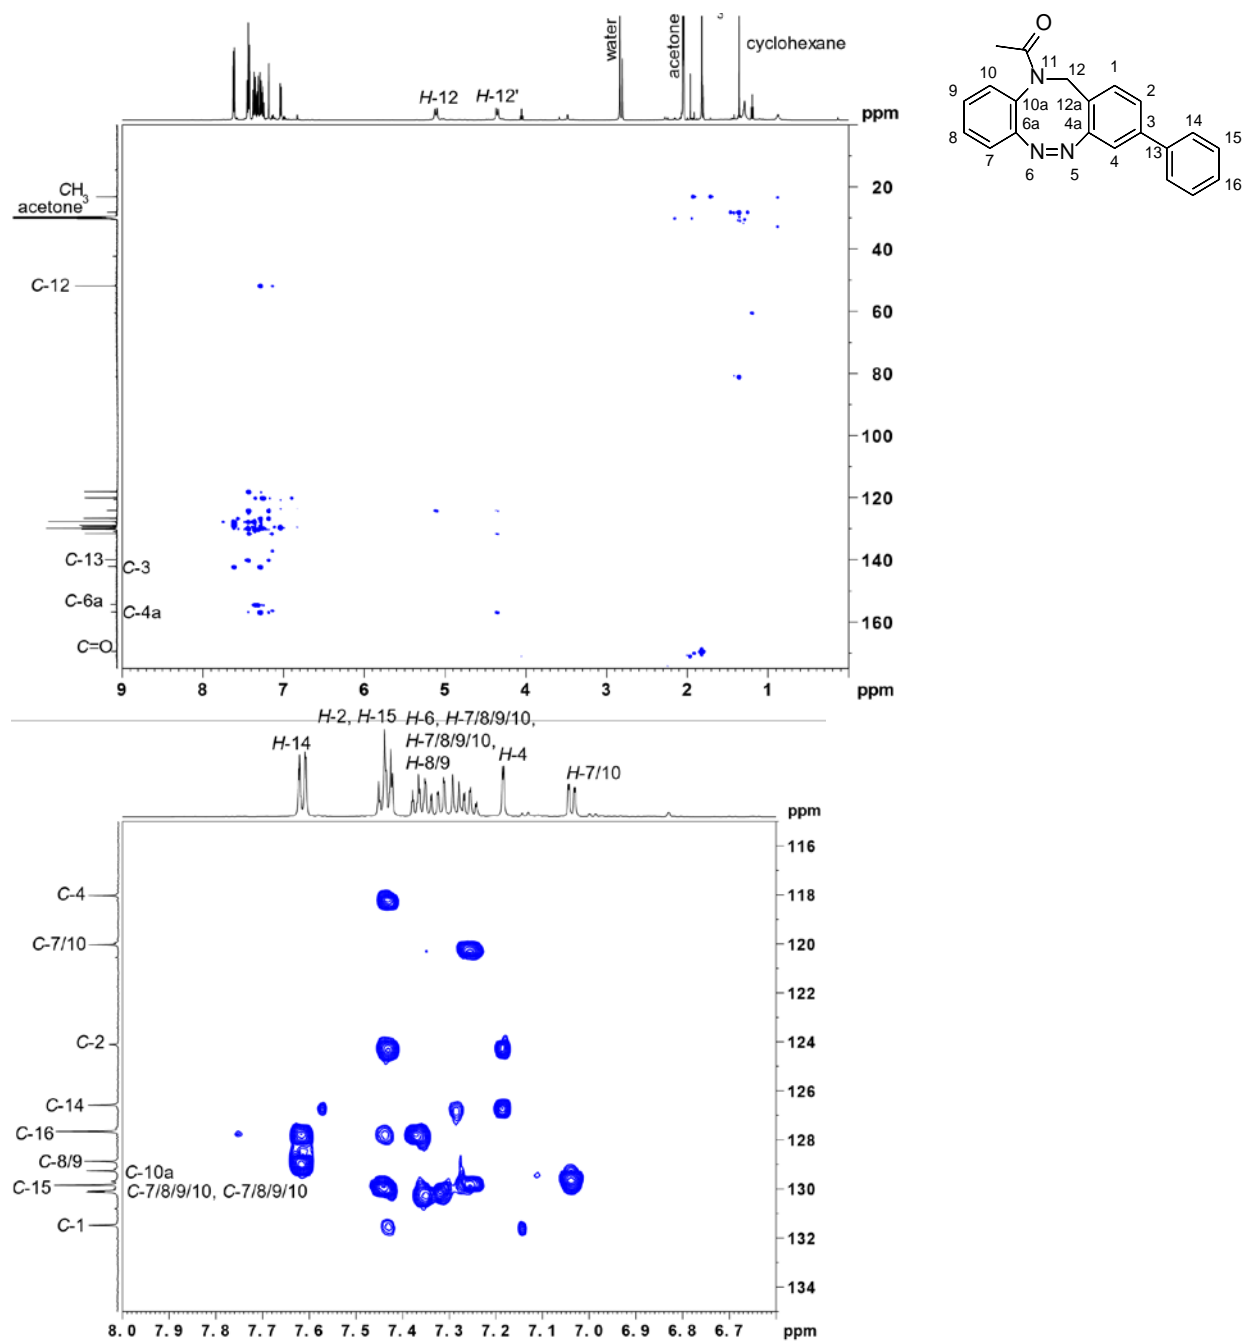 3
water
acetone
cyclohexane
H-12
H-12'
ppm
CH3
acetone
C-12
C-13
C-3
C-6a
C-4a
C=O
20
40
60
80
100
120
140
160
9 8 7 6 5 4 3 2 1 ppm
O
11
N
12
1
10
2
9
10a
12a
3
14
8
6a
4a
15
7
N=N
13
16
6
5
4
H-2, H-15
H-6, H-7/8/9/10,
H-14
H-7/8/9/10,
H-8/9
H-4
H-7/10
ppm
C-4
C-7/10
C-2
C-14
C-16
C-8/9
C-10a
C-15
C-7/8/9/10, C-7/8/9/10
C-1
116
118
120
122
124
126
128
130
132
134
8.0 7.9 7.8 7.7 7.6 7.5 7.4 7.3 7.2 7.1 7.0 6.9 6.8 6.7 ppm